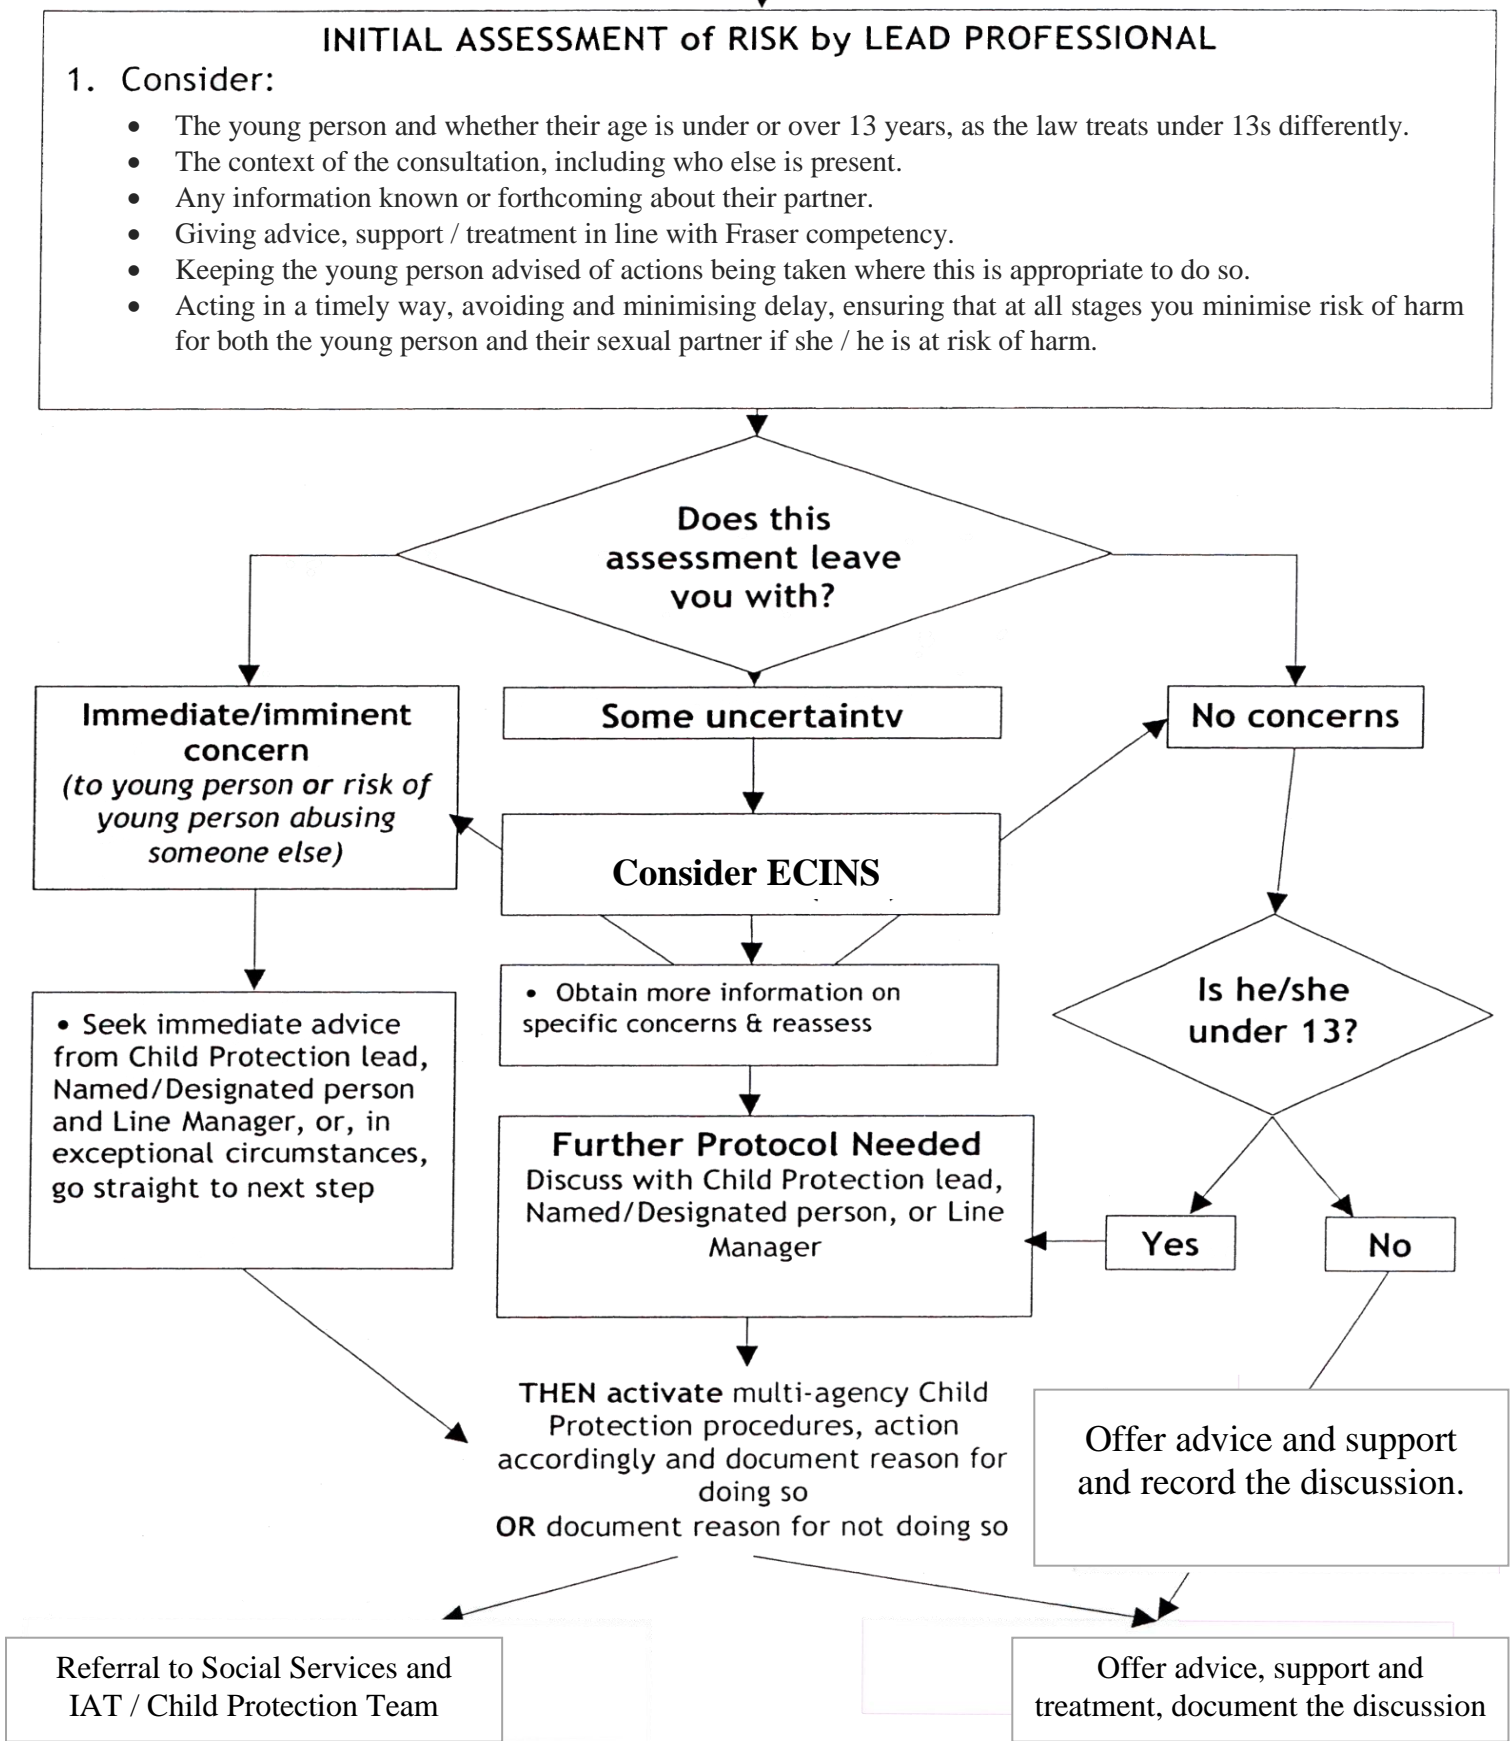 INITIAL ASSESSMENT of RISK by LEAD PROFESSIONAL
1. Consider:
• The young person and whether their age is under or over 13 years, as the law treats under 13s differently.
• The context of the consultation, including who else is present.
• Any information known or forthcoming about their partner.
• Giving advice, support / treatment in line with Fraser competency.
• Keeping the young person advised of actions being taken where this is appropriate to do so.
• Acting in a timely way, avoiding and minimising delay, ensuring that at all stages you minimise risk of harm
for both the young person and their sexual partner if she / he is at risk of harm.
Does this
assessment leave
you with?
Immediate/imminent
concern
(to young person or risk of
young person abusing
someone else)
Some uncertainty
No concerns
Consider ECINS
• Seek immediate advice
from Child Protection lead,
Named/Designated person
and Line Manager, or, in
exceptional circumstances,
go straight to next step
• Obtain more information on
specific concerns & reassess
Is he/she
under 13?
Further Protocol Needed
Discuss with Child Protection lead,
Named/Designated person, or Line
Manager
Yes
No
THEN activate multi-agency Child
Protection procedures, action
accordingly and document reason for
doing so
OR document reason for not doing so
Offer advice and support
and record the discussion.
Referral to Social Services and
IAT / Child Protection Team
Offer advice, support and
treatment, document the discussion